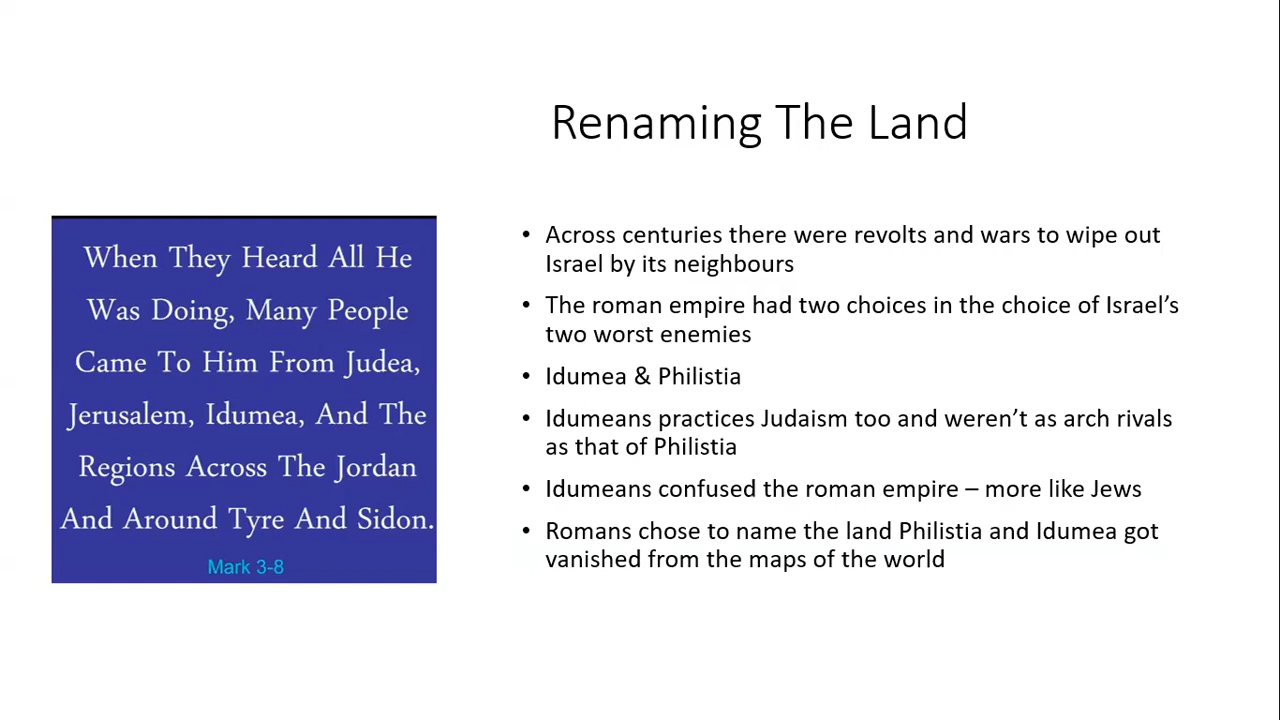 Renaming The Land
When They Heard All He
Was Doing, Many People
Came To Him From Judea,
Jerusalem, Idumea, And The
Regions Across The Jordan
And Around Tyre And Sidon.
Mark 3-8
• Across centuries there were revolts and wars to wipe out
Israel by its neighbours
• The roman empire had two choices in the choice of Israel’s
two worst enemies
• Idumea & Philistia
• Idumeans practices Judaism too and weren’t as arch rivals
as that of Philistia
• Idumeans confused the roman empire – more like Jews
• Romans chose to name the land Philistia and Idumea got
vanished from the maps of the world